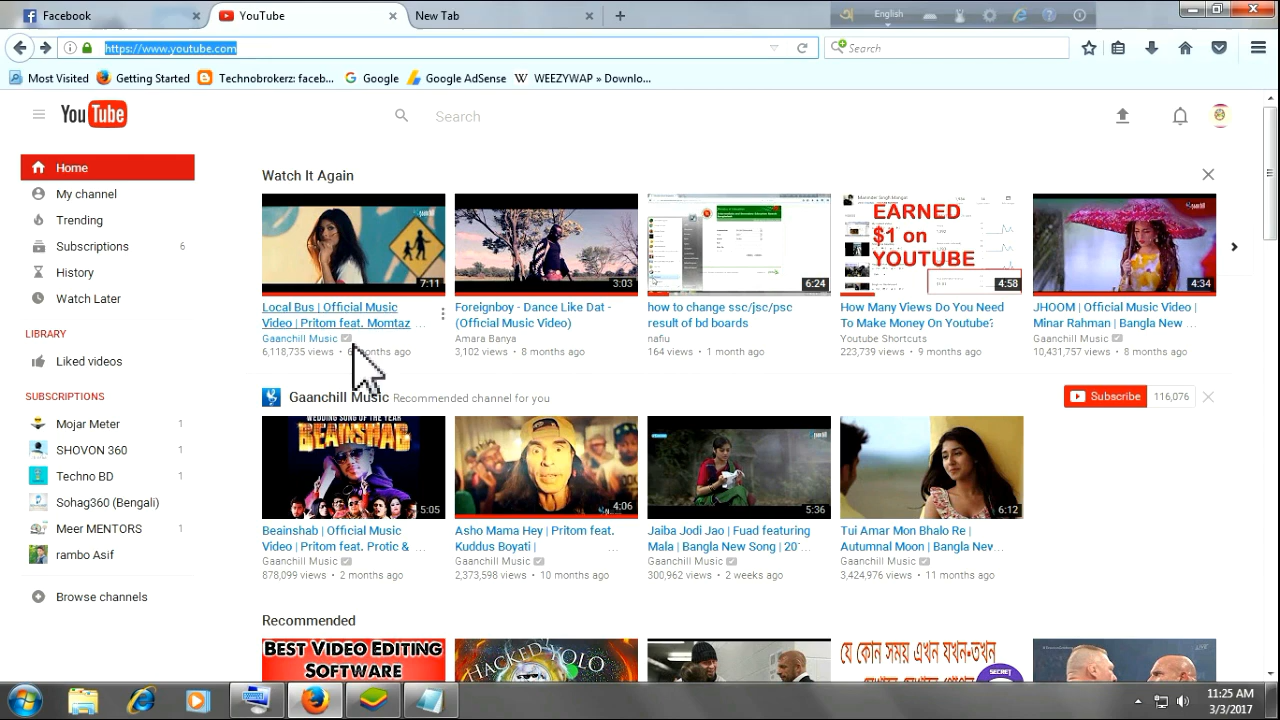 Facebook
YouTube
New Tab
English
https://www.youtube.com
Search
Most Visited
Getting Started
Technobrokerz: faceb...
Google
Google AdSense
WEEZYWAP » Downlo...
YouTube
Search
Home
My channel
Trending
Subscriptions 6
History
Watch Later
LIBRARY
Liked videos
SUBSCRIPTIONS
Mojar Meter 1
SHOVON 360 1
Techno BD 1
Sohag360 (Bengali)
Meer MENTORS 1
rambo Asif
Browse channels
Watch It Again
7:11
Local Bus | Official Music
Video | Pritom feat. Momtaz ...
Gaanchill Music
6,118,735 views • 6 months ago
3:03
Foreignboy - Dance Like Dat -
(Official Music Video)
Amara Banya
3,102 views • 8 months ago
6:24
how to change ssc/jsc/psc
result of bd boards
nafiu
164 views • 1 month ago
EARNED
$1 on
YOUTUBE
4:58
How Many Views Do You Need
To Make Money On Youtube?
Youtube Shortcuts
223,739 views • 9 months ago
4:34
JHOOM | Official Music Video |
Minar Rahman | Bangla New ...
Gaanchill Music
10,431,757 views • 8 months ago
Gaanchill Music Recommended channel for you
Subscribe 116,076
WEDDING SONG OF THE YEAR
BEAINSHAB
5:05
Beainshab | Official Music
Video | Pritom feat. Protic & ...
Gaanchill Music
878,099 views • 2 months ago
4:06
Asho Mama Hey | Pritom feat.
Kuddus Boyati | ...
Gaanchill Music
2,373,598 views • 10 months ago
5:36
Jaiba Jodi Jao | Fuad featuring
Mala | Bangla New Song | 20...
Gaanchill Music
300,962 views • 2 weeks ago
6:12
Tui Amar Mon Bhalo Re |
Autumnal Moon | Bangla New...
Gaanchill Music
3,424,976 views • 11 months ago
Recommended
BEST VIDEO EDITING
SOFTWARE
যে কোন সময় এখন যখন-তখন
SECRET
11:25 AM
3/3/2017